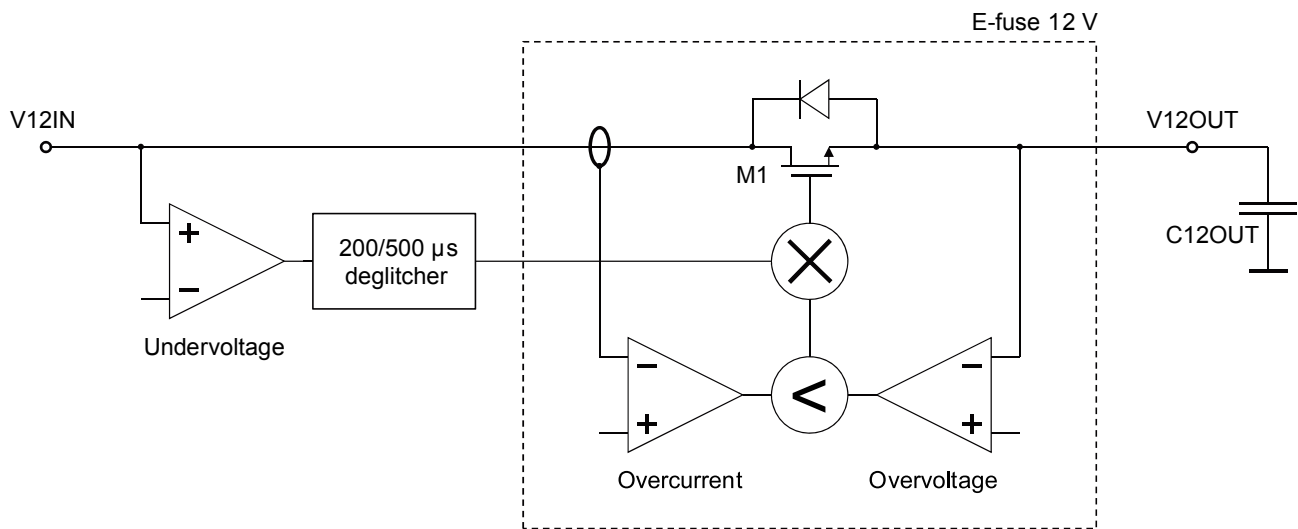 E-fuse 12 V
V12IN
V12OUT
M1
C12OUT
+
200/500 µs
deglitcher
−
Undervoltage
−
<
−
+
+
Overcurrent
Overvoltage